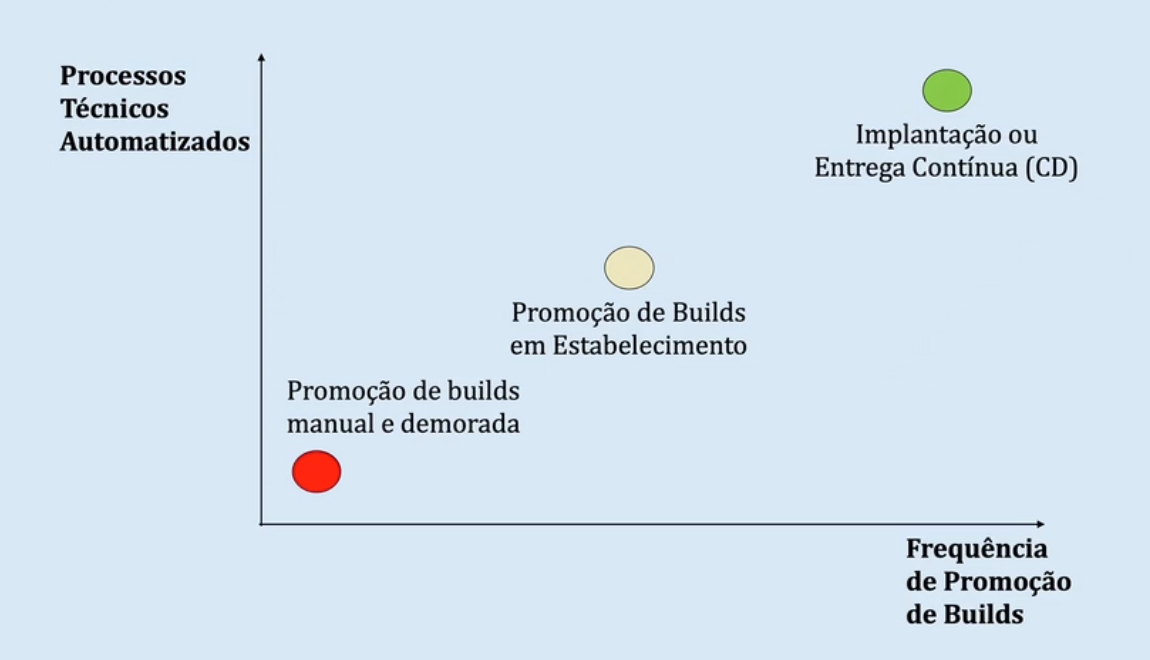 Processos
Técnicos
Automatizados
Implantação ou
Entrega Contínua (CD)
Promoção de Builds
em Estabelecimento
Promoção de builds
manual e demorada
Frequência
de Promoção
de Builds